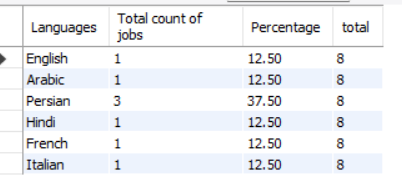 Languages Total count of jobs Percentage total
English 1 12.50 8
Arabic 1 12.50 8
Persian 3 37.50 8
Hindi 1 12.50 8
French 1 12.50 8
Italian 1 12.50 8